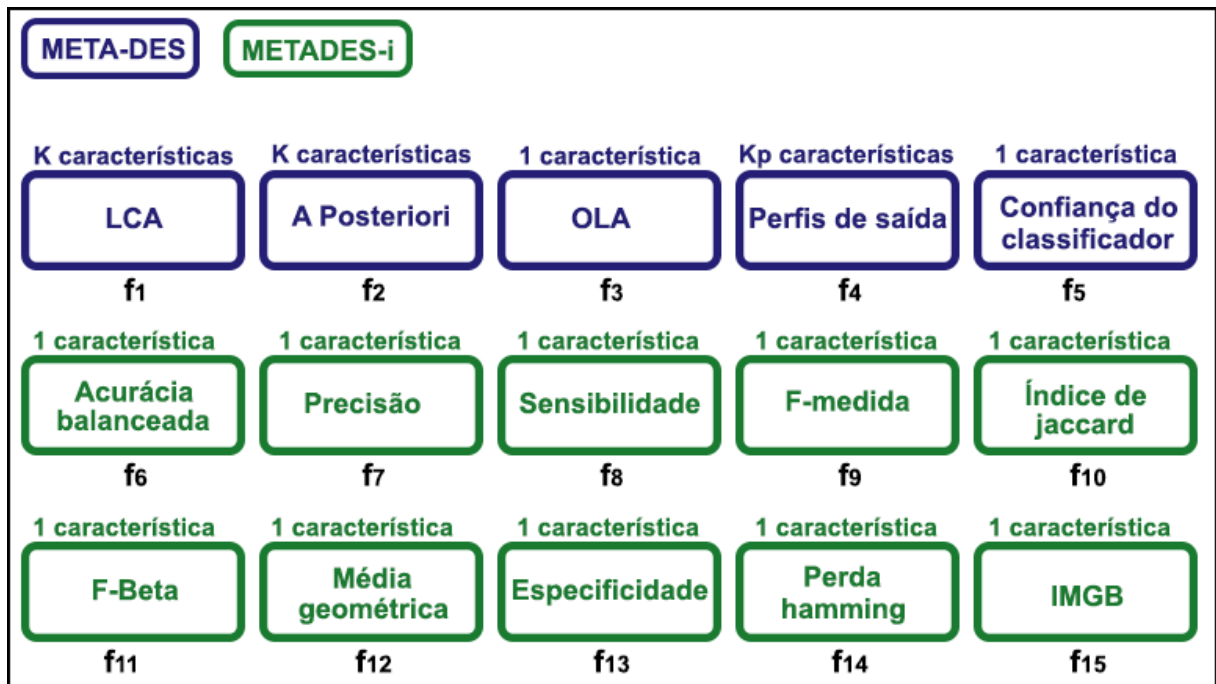 META-DES METADES-i
K características K características 1 característica Kp características 1 característica
LCA A Posteriori OLA Perfis de saída Confiança do
classificador
f1 f2 f3 f4 f5
1 característica 1 característica 1 característica 1 característica 1 característica
Acurácia Precisão Sensibilidade F-medida Índice de
balanceada jaccard
f6 f7 f8 f9 f10
1 característica 1 característica 1 característica 1 característica 1 característica
F-Beta Média Especificidade Perda IMGB
geométrica hamming
f11 f12 f13 f14 f15